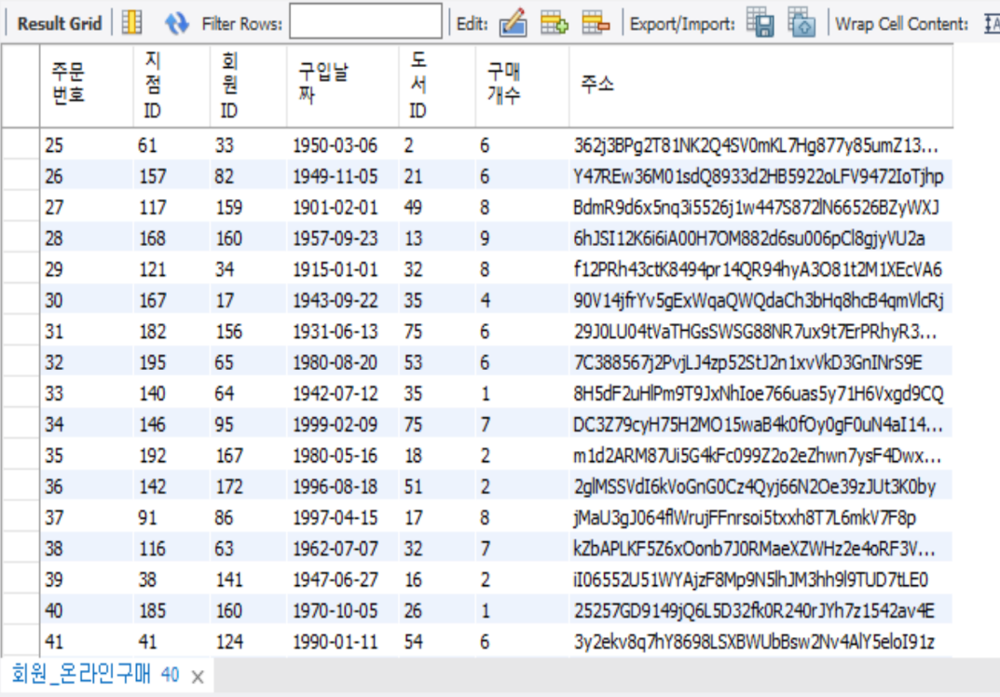 Result Grid Filter Rows: Edit: Export/Import: Wrap Cell Content:
주문번호 지점ID 회원ID 구입날짜 도서ID 구매개수 주소
25 61 33 1950-03-06 2 6 362j3BPg2T81NK2Q4SV0mKL7Hg877y85umZ13...
26 157 82 1949-11-05 21 6 Y47REw36M01sdQ8933d2HB5922oLFV9472IoTjhp
27 117 159 1901-02-01 49 8 BdmR9d6x5nq3i5526j1w447S872lN66526BZyWXJ
28 168 160 1957-09-23 13 9 6hJSI12K6i6iA00H7OM882d6su006pCl8gjyVU2a
29 121 34 1915-01-01 32 8 f12PRh43ctK8494pr14QR94hyA3O81t2M1XEcVA6
30 167 17 1943-09-22 35 4 90V14jfrYv5gExWqaQWQdaCh3bHq8hcB4qmVlcRj
31 182 156 1931-06-13 75 6 29J0LU04tVaTHGsSWSG88NR7ux9t7ErPRhyR3...
32 195 65 1980-08-20 53 6 7C388567j2PvjLJ4zp52StJ2n1xvVkD3GnINrS9E
33 140 64 1942-07-12 35 1 8H5dF2uHlPm9T9JxNhIoe766uas5y71H6Vxgd9CQ
34 146 95 1999-02-09 75 7 DC3Z79cyH75H2MO15waB4k0fOy0gF0uN4aI14...
35 192 167 1980-05-16 18 2 m1d2ARM87Ui5G4kFc099Z2o2eZhwn7ysF4Dwx...
36 142 172 1996-08-18 51 2 2glMSSVdI6kVoGnG0Cz4Qyj66N2Oe39zJUt3K0by
37 91 86 1997-04-15 17 8 jMaU3gJ064flWrujFFnrsoi5txxh8T7L6mkV7F8p
38 116 63 1962-07-07 32 7 kZbAPLKF5Z6xOonb7J0RMaeXZWHz2e4oRF3V...
39 38 141 1947-06-27 16 2 iI06552U51WYAjzF8Mp9N5lhJM3hh9l9TUD7tLE0
40 185 160 1970-10-05 26 1 25257GD9149jQ6L5D32fk0R240rJYh7z1542av4E
41 41 124 1990-01-11 54 6 3y2ekv8q7hY8698LSXBWUbBsw2Nv4AlY5eloI91z
회원_온라인구매 40